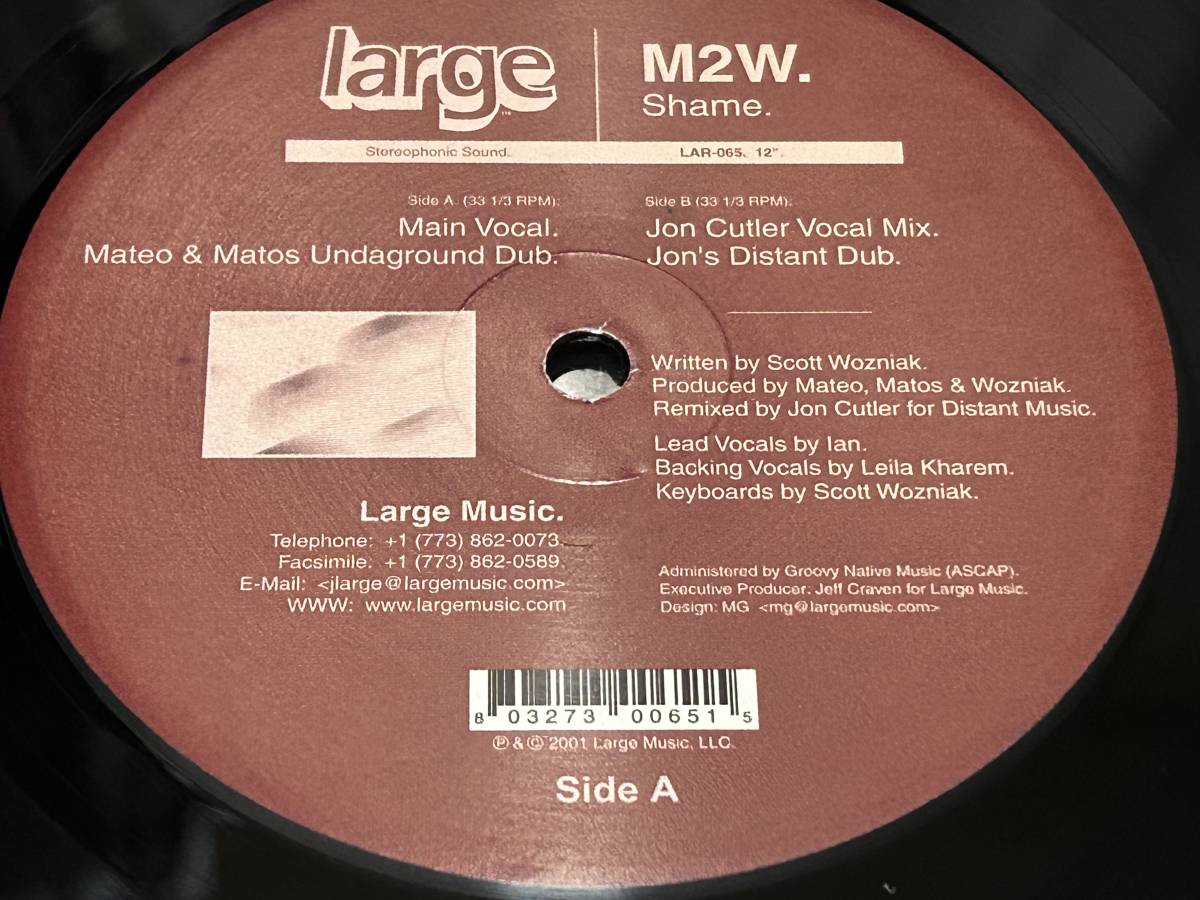 large
M2W.
Shame.
Stereophonic Sound.
LAR-065. 12".
Side A (33 1/3 RPM):
Main Vocal.
Mateo & Matos Undaground Dub.
Side B (33 1/3 RPM):
Jon Cutler Vocal Mix.
Jon's Distant Dub.
Written by Scott Wozniak.
Produced by Mateo, Matos & Wozniak.
Remixed by Jon Cutler for Distant Music.
Lead Vocals by Ian.
Backing Vocals by Leila Kharem.
Keyboards by Scott Wozniak.
Large Music.
Telephone: +1 (773) 862-0073.
Facsimile: +1 (773) 862-0589.
E-Mail: <jlarge@largemusic.com>
WWW: www.largemusic.com
Administered by Groovy Native Music (ASCAP).
Executive Producer: Jeff Craven for Large Music.
Design: MG <mg@largemusic.com>
8 03273 00651 5
℗ & © 2001 Large Music, LLC.
Side A